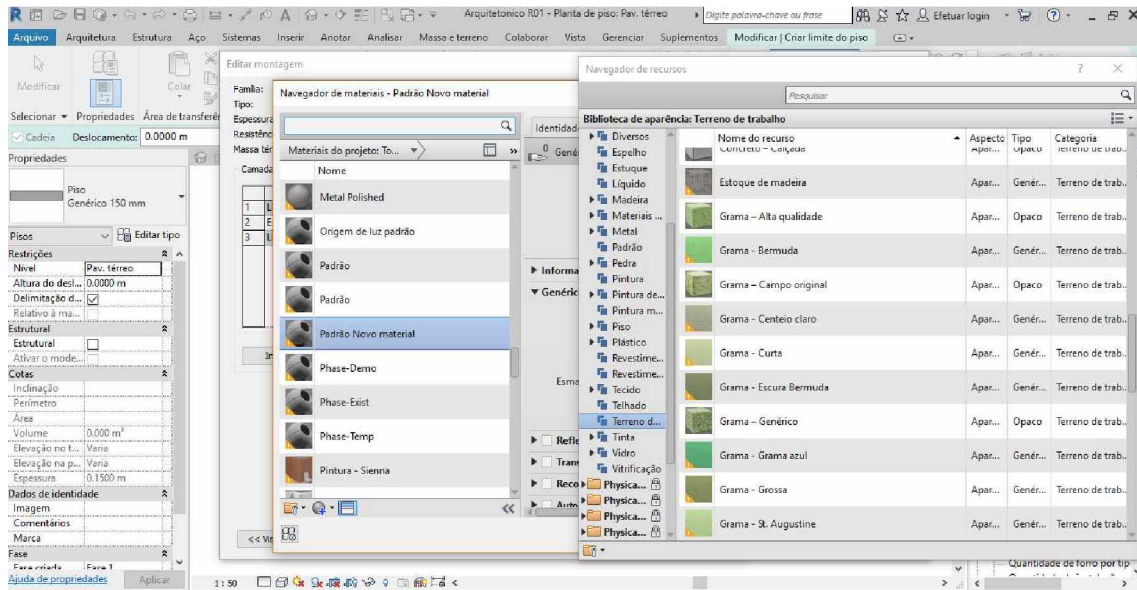 Arquitetonico R01 - Planta de piso: Pav. térreo
Digite palavra-chave ou frase
Efetuar login
Arquivo Arquitetura Estrutura Aço Sistemas Inserir Anotar Analisar Massa e terreno Colaborar Vista Gerenciar Suplementos Modificar | Criar limite do piso
Modificar
Colar
Selecionar Propriedades Área de transferê
Cadeia Deslocamento: 0.0000 m
Propriedades
Piso
Genérico 150 mm
Pisos Editar tipo
Restrições
Nível Pav. térreo
Altura do desl... 0.0000 m
Delimitação d...
Relativo à ma...
Estrutural
Estrutural
Ativar o mode...
Cotas
Inclinação
Perímetro
Área
Volume 0.000 m³
Elevação no t... Varia
Elevação na p... Varia
Espessura 0.1500 m
Dados de identidade
Imagem
Comentários
Marca
Fase
Fase criada Fase 1
Ajuda de propriedades Aplicar
Editar montagem
Família:
Tipo:
Espessura
Resistênc
Massa tér
Camada
1 L
2 E
3 L
In
<< Vis
Navegador de materiais - Padrão Novo material
Materiais do projeto: To...
Nome
Metal Polished
Origem de luz padrão
Padrão
Padrão
Padrão Novo material
Phase-Demo
Phase-Exist
Phase-Temp
Pintura - Sienna
Identidad
0 Gené
Informa
Genéric
Esma
Refle
Tran
Reco
Auto
Navegador de recursos
Pesquisar
Biblioteca de aparência: Terreno de trabalho
Diversos
Espelho
Estuque
Líquido
Madeira
Materiais ...
Metal
Padrão
Pedra
Pintura
Pintura de...
Pintura m...
Piso
Plástico
Revestime...
Revestime...
Tecido
Telhado
Terreno d...
Tinta
Vidro
Vitrificação
Physica...
Physica...
Physica...
Physica...
Nome do recurso Aspecto Tipo Categoria
Concreto – Calçada Apar... Opaco Terreno de trab...
Estoque de madeira Apar... Genér... Terreno de trab...
Grama – Alta qualidade Apar... Opaco Terreno de trab...
Grama - Bermuda Apar... Genér... Terreno de trab...
Grama – Campo original Apar... Opaco Terreno de trab...
Grama - Centeio claro Apar... Genér... Terreno de trab...
Grama - Curta Apar... Genér... Terreno de trab...
Grama - Escura Bermuda Apar... Genér... Terreno de trab...
Grama – Genérico Apar... Opaco Terreno de trab...
Grama - Grama azul Apar... Genér... Terreno de trab...
Grama - Grossa Apar... Genér... Terreno de trab...
Grama - St. Augustine Apar... Genér... Terreno de trab...
1 : 50
Quantidade de forro por tip